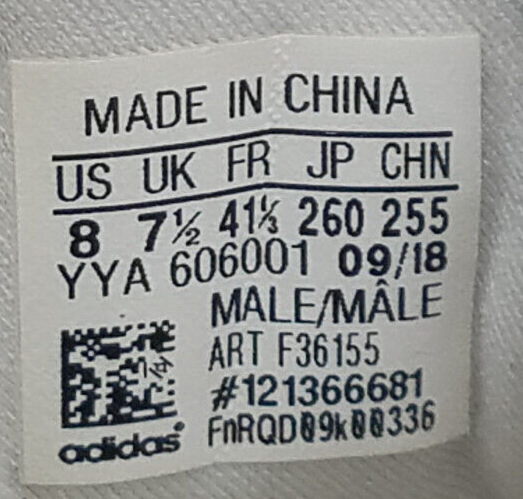 MADE IN CHINA
US UK FR JP CHN
8 7½ 41⅓ 260 255
YYA 606001 09/18
MALE/MÂLE
ART F36155
#121366681
FnRQD09k00336
adidas